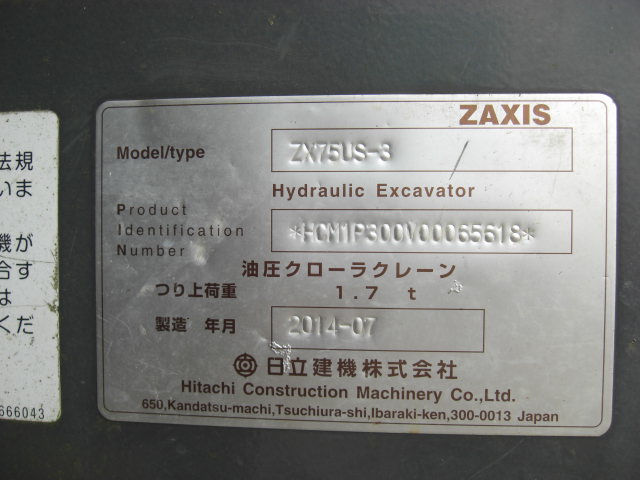 ZAXIS
Model/type ZX75US-3
Hydraulic Excavator
Product Identification Number *HCM1P300V00065618*
油圧クローラクレーン
つり上荷重 1.7 t
製造 年月 2014-07
日立建機株式会社
Hitachi Construction Machinery Co.,Ltd.
650,Kandatsu-machi,Tsuchiura-shi,Ibaraki-ken,300-0013 Japan
法規
いま
機が
合す
は
くだ
666043